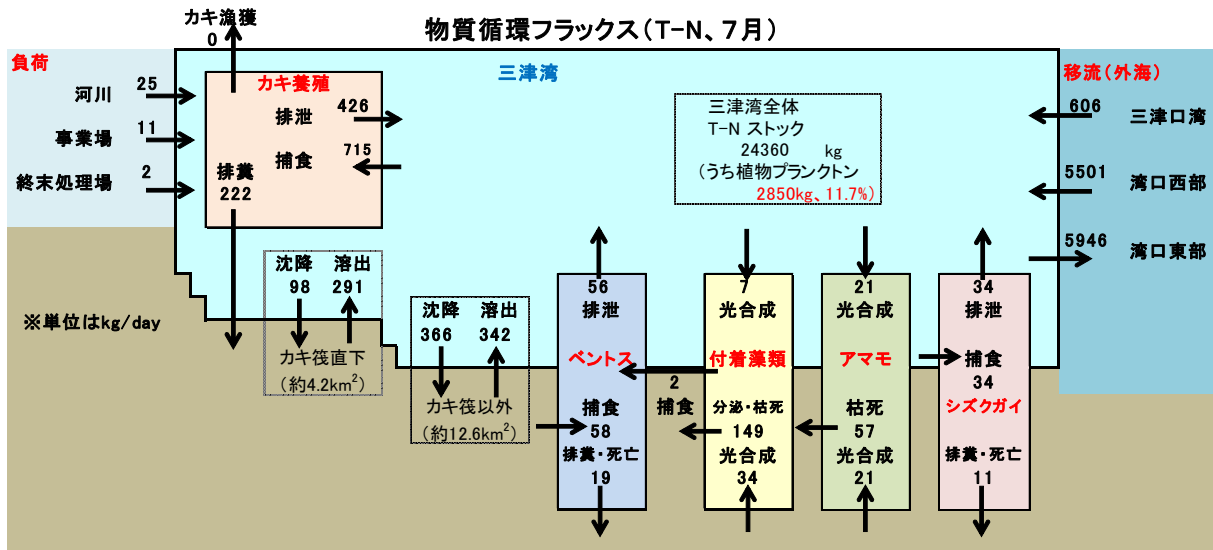 物質循環フラックス（T-N、７月）
カキ漁獲
0
負荷
河川
25
事業場
11
終末処理場
2
カキ養殖
排泄
426
捕食
715
排糞
222
三津湾
三津湾全体
T-N ストック
24360 kg
（うち植物プランクトン
2850kg、11.7%）
移流（外海）
606
三津口湾
5501
湾口西部
5946
湾口東部
※単位はkg/day
沈降 溶出
98 291
カキ筏直下
（約4.2km²）
沈降 溶出
366 342
カキ筏以外
（約12.6km²）
56
排泄
ベントス
捕食
58
排糞・死亡
19
2
捕食
7
光合成
付着藻類
分泌・枯死
149
光合成
34
21
光合成
アマモ
枯死
57
光合成
21
34
排泄
捕食
34
シズクガイ
排糞・死亡
11